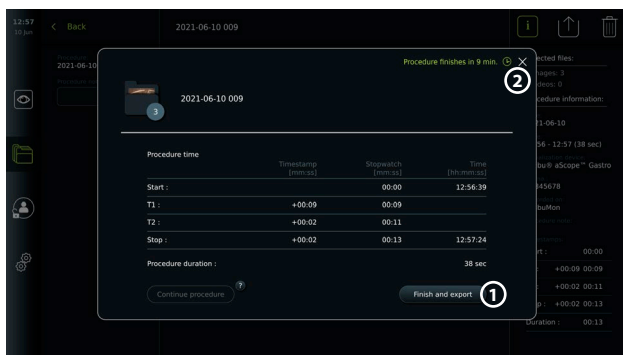 12:57
10 Jun
Back
2021-06-10 009
i
Procedure finishes in 9 min.
2
3
2021-06-10 009
Procedure time
Timestamp [mm:ss]
Stopwatch [mm:ss]
Time [hh:mm:ss]
Start : 00:00 12:56:39
T1 : +00:09 00:09
T2 : +00:02 00:11
Stop : +00:02 00:13 12:57:24
Procedure duration : 38 sec
Continue procedure
?
Finish and export
1
2021-06-10
ected files:
ages: 3
deos: 0
cedure information:
1-06-10
56 - 12:57 (38 sec)
bu® aScope™ Gastro
345678
buMon
rt : 00:00
: +00:09 00:09
: +00:02 00:11
p : +00:02 00:13
Duration : 00:13